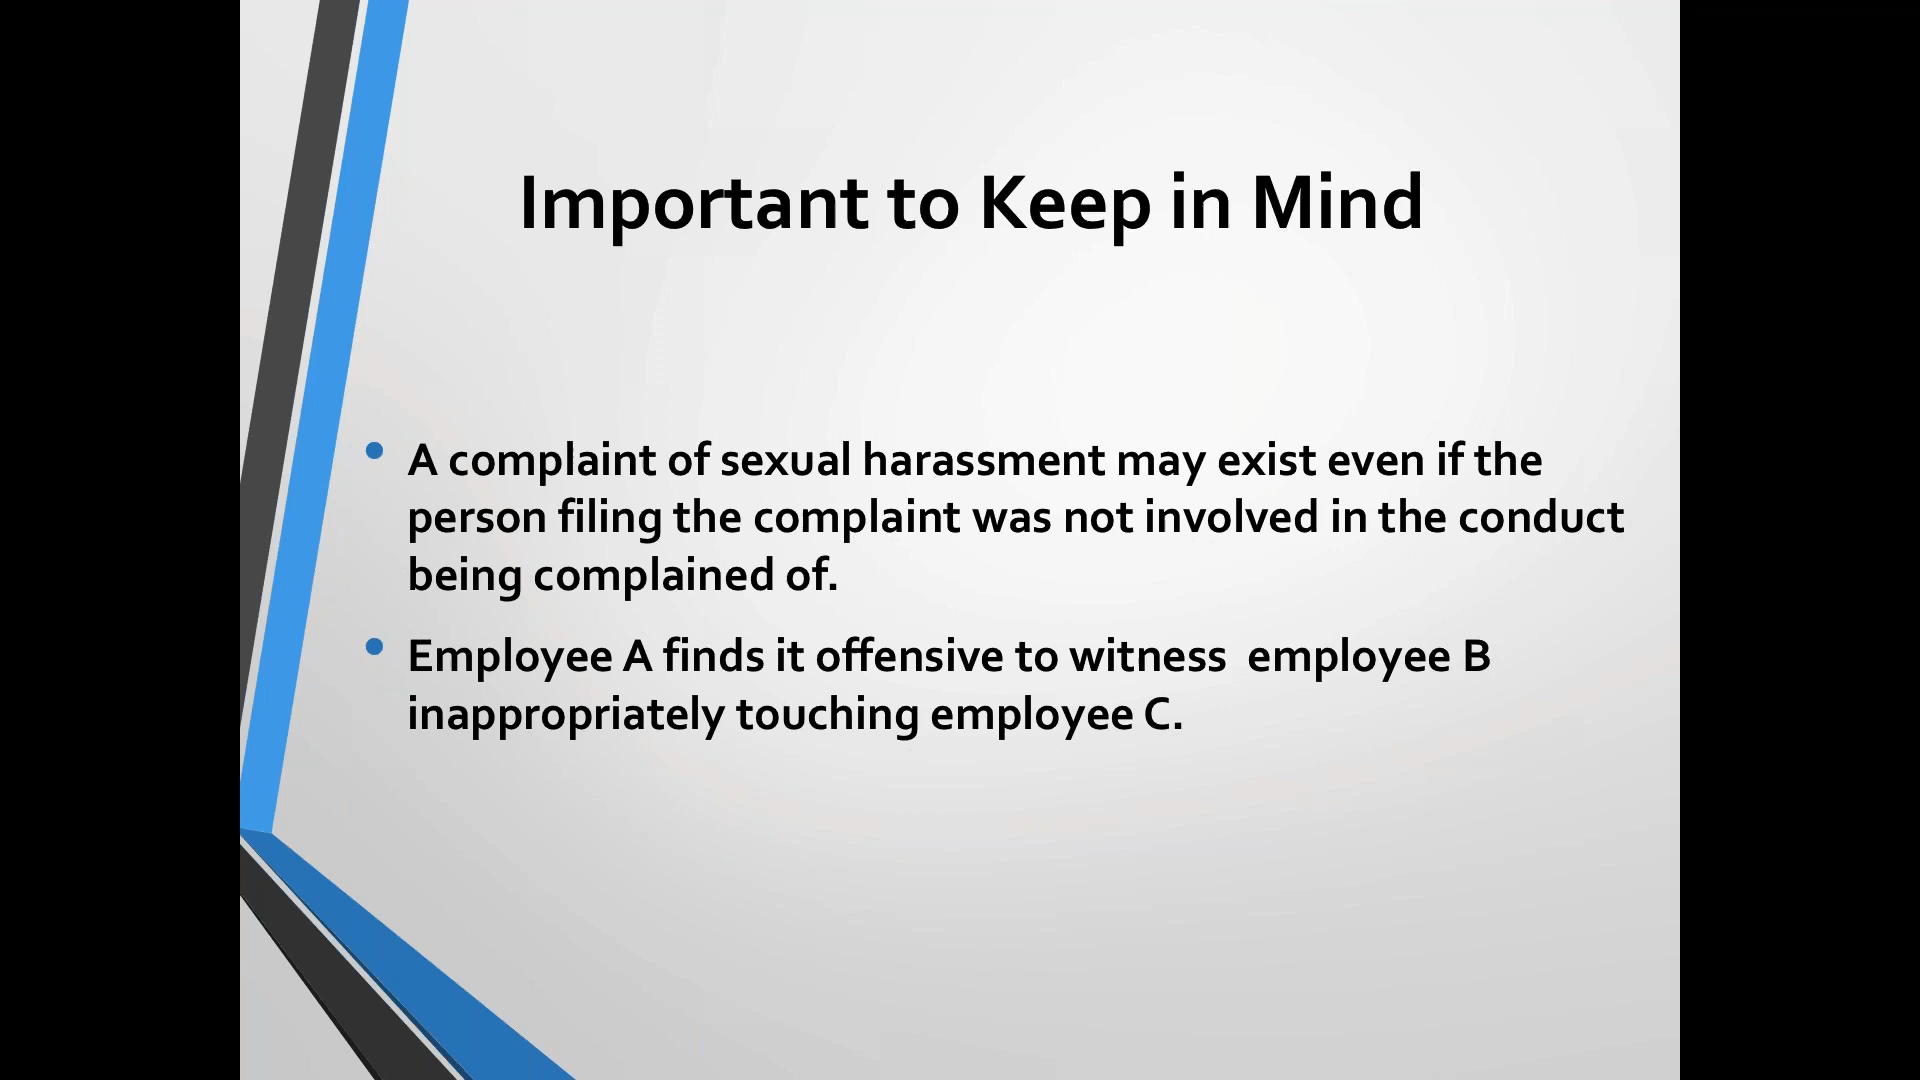 Important to Keep in Mind
• A complaint of sexual harassment may exist even if the
person filing the complaint was not involved in the conduct
being complained of.
• Employee A finds it offensive to witness  employee B
inappropriately touching employee C.